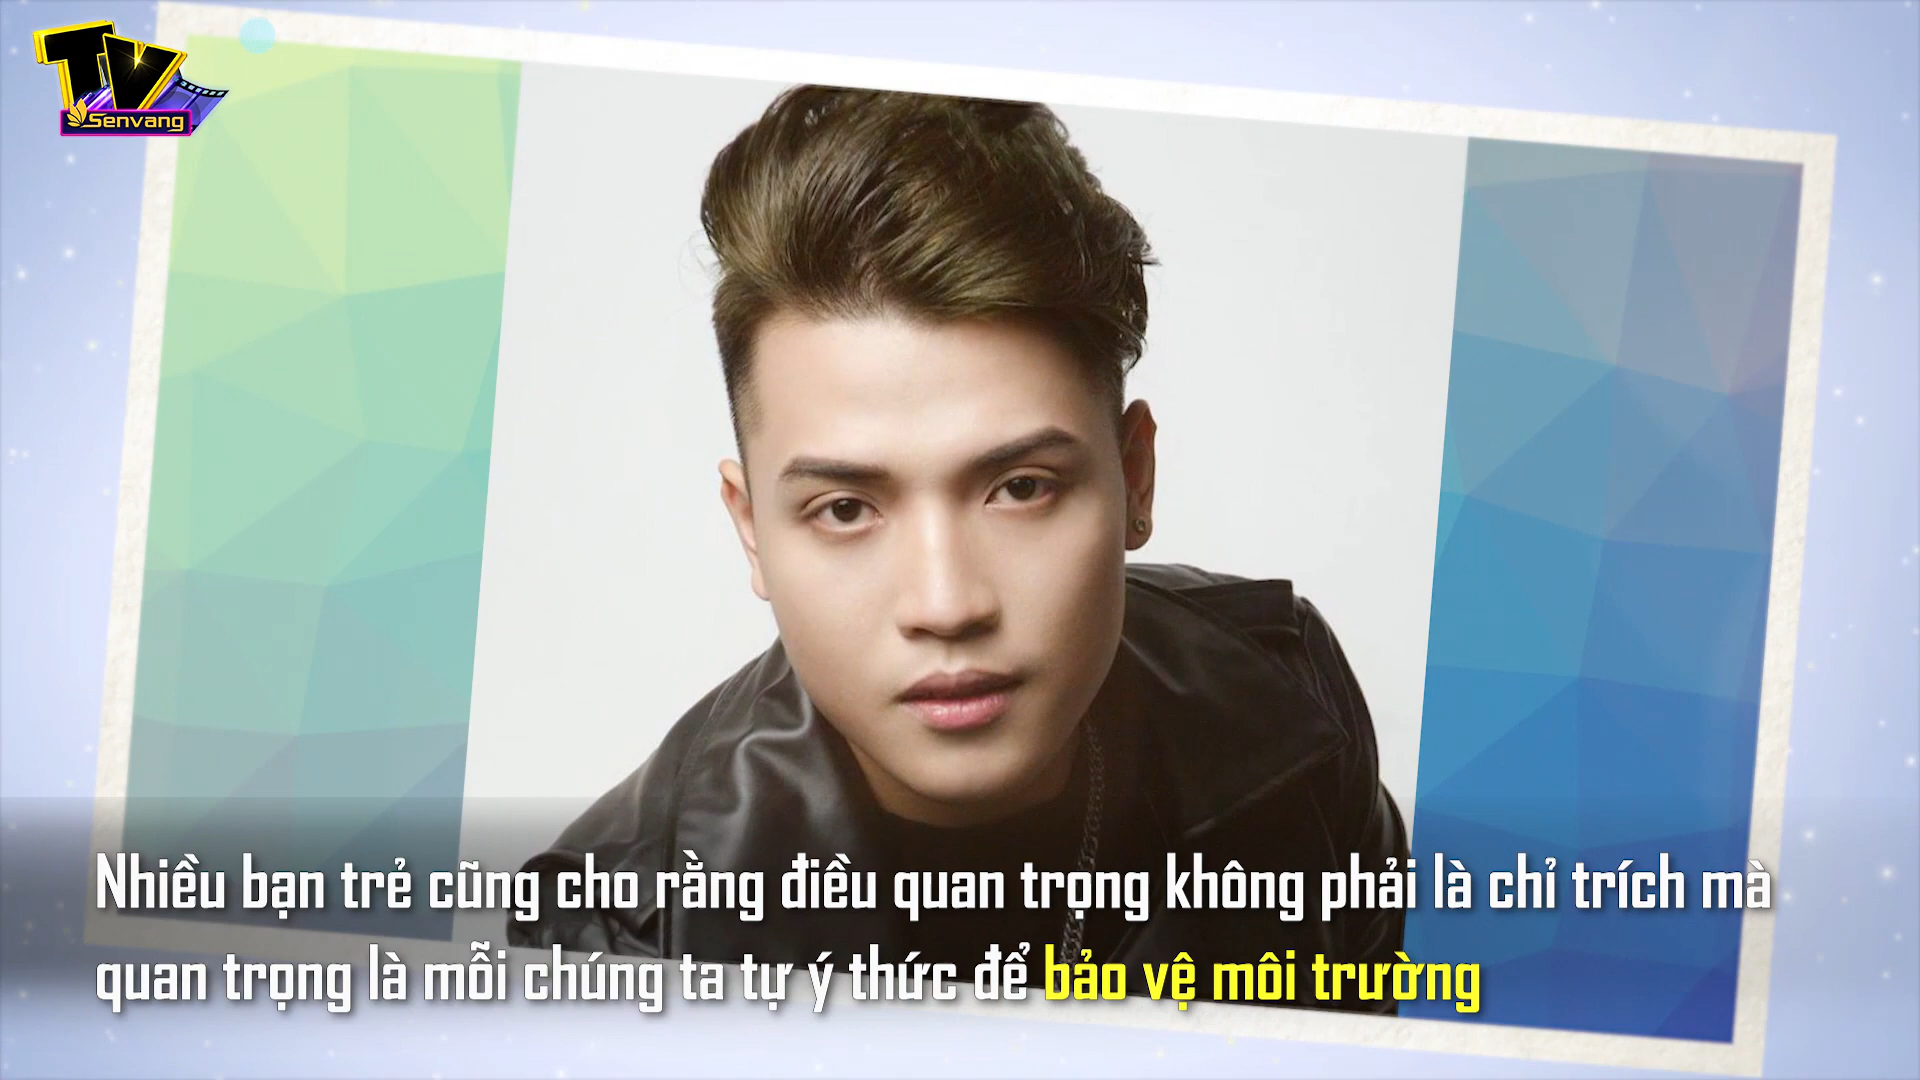 TV
Senvang
Nhiều bạn trẻ cũng cho rằng điều quan trọng không phải là chỉ trích mà
quan trọng là mỗi chúng ta tự ý thức để bảo vệ môi trường